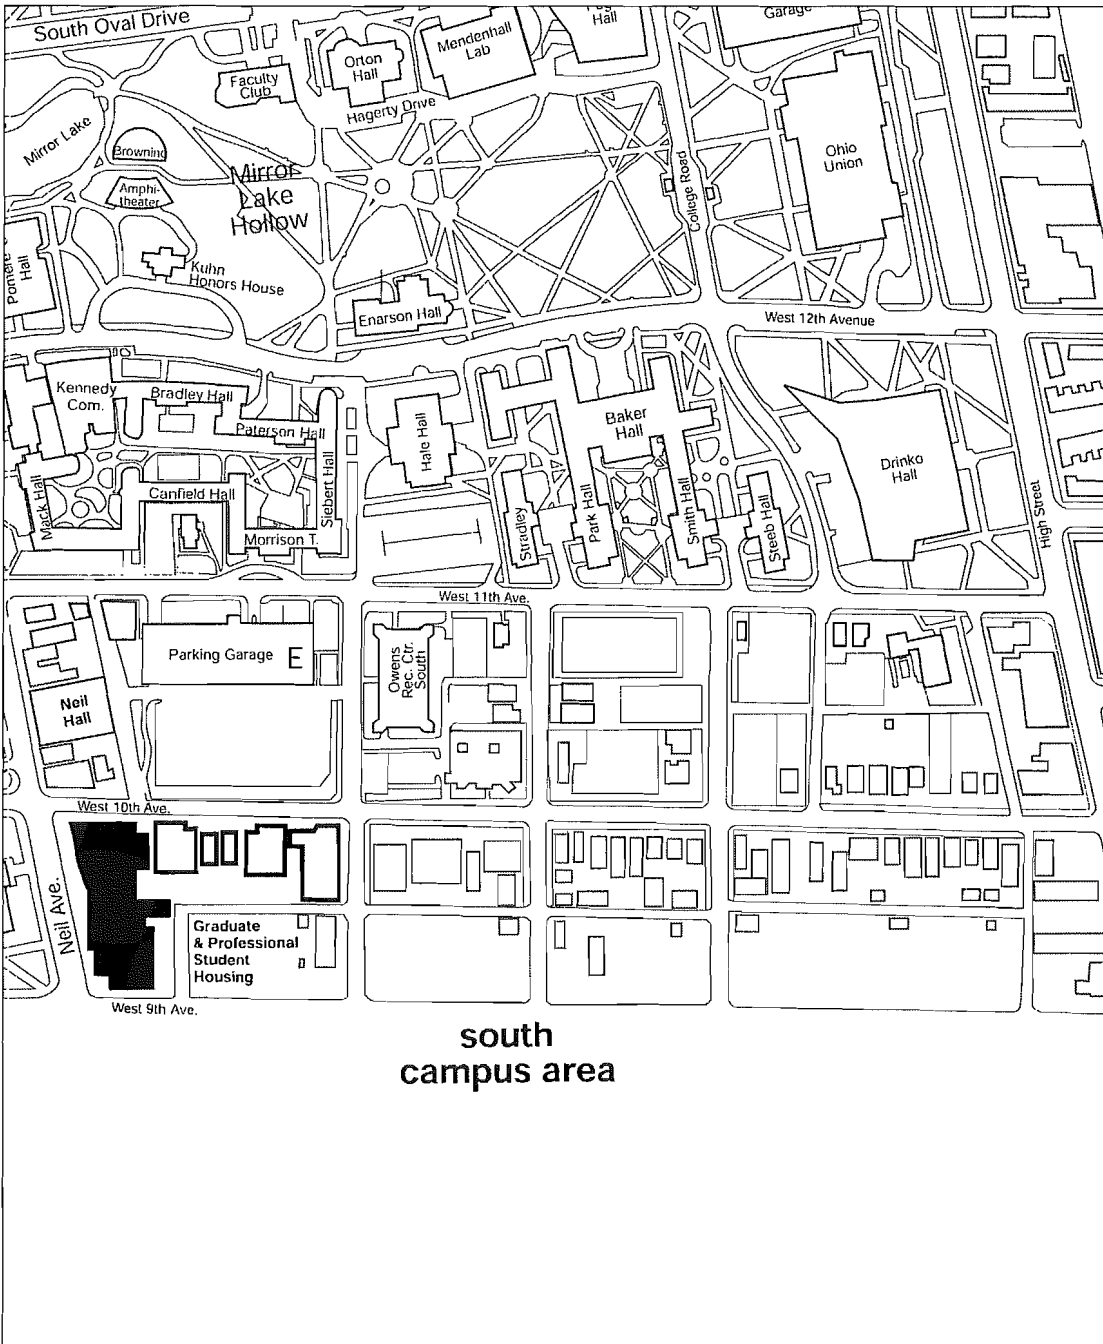 South Oval Drive
Orton
Hall
Mendenhall
Lab
Hall
Garage
Faculty
Club
Hagerty Drive
Mirror Lake
Browning
Amphi-
theater
Mirror
Lake
Hollow
College Road
Ohio
Union
Hall
Kuhn
Honors House
Enarson Hall
West 12th Avenue
Kennedy
Com.
Bradley Hall
Paterson Hall
Hale Hall
Baker
Hall
Drinko
Hall
Mack Hall
Canfield Hall
Siebert Hall
Morrison T.
Stradley
Park Hall
Smith Hall
Steeb Hall
High Street
West 11th Ave.
Parking Garage E
Owens
Rec. Ctr.
South
Neil
Hall
West 10th Ave.
Neil Ave.
Graduate
& Professional
Student
Housing
West 9th Ave.
south
campus area